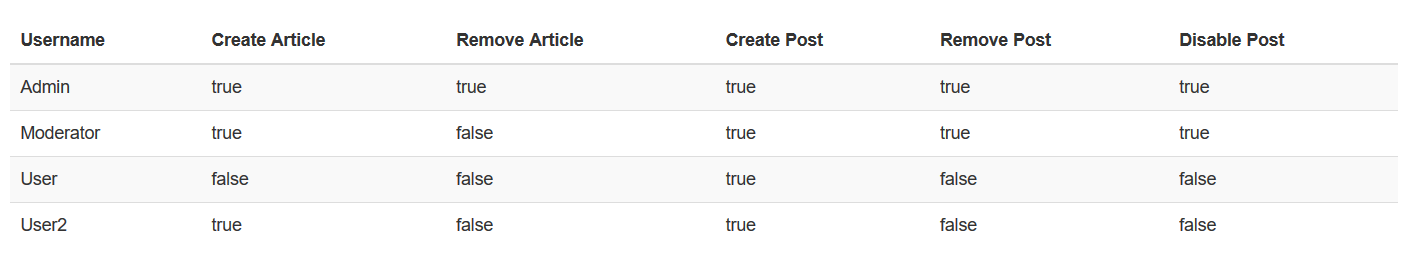 Username Create Article Remove Article Create Post Remove Post Disable Post
Admin true true true true true
Moderator true false true true true
User false false true false false
User2 true false true false false